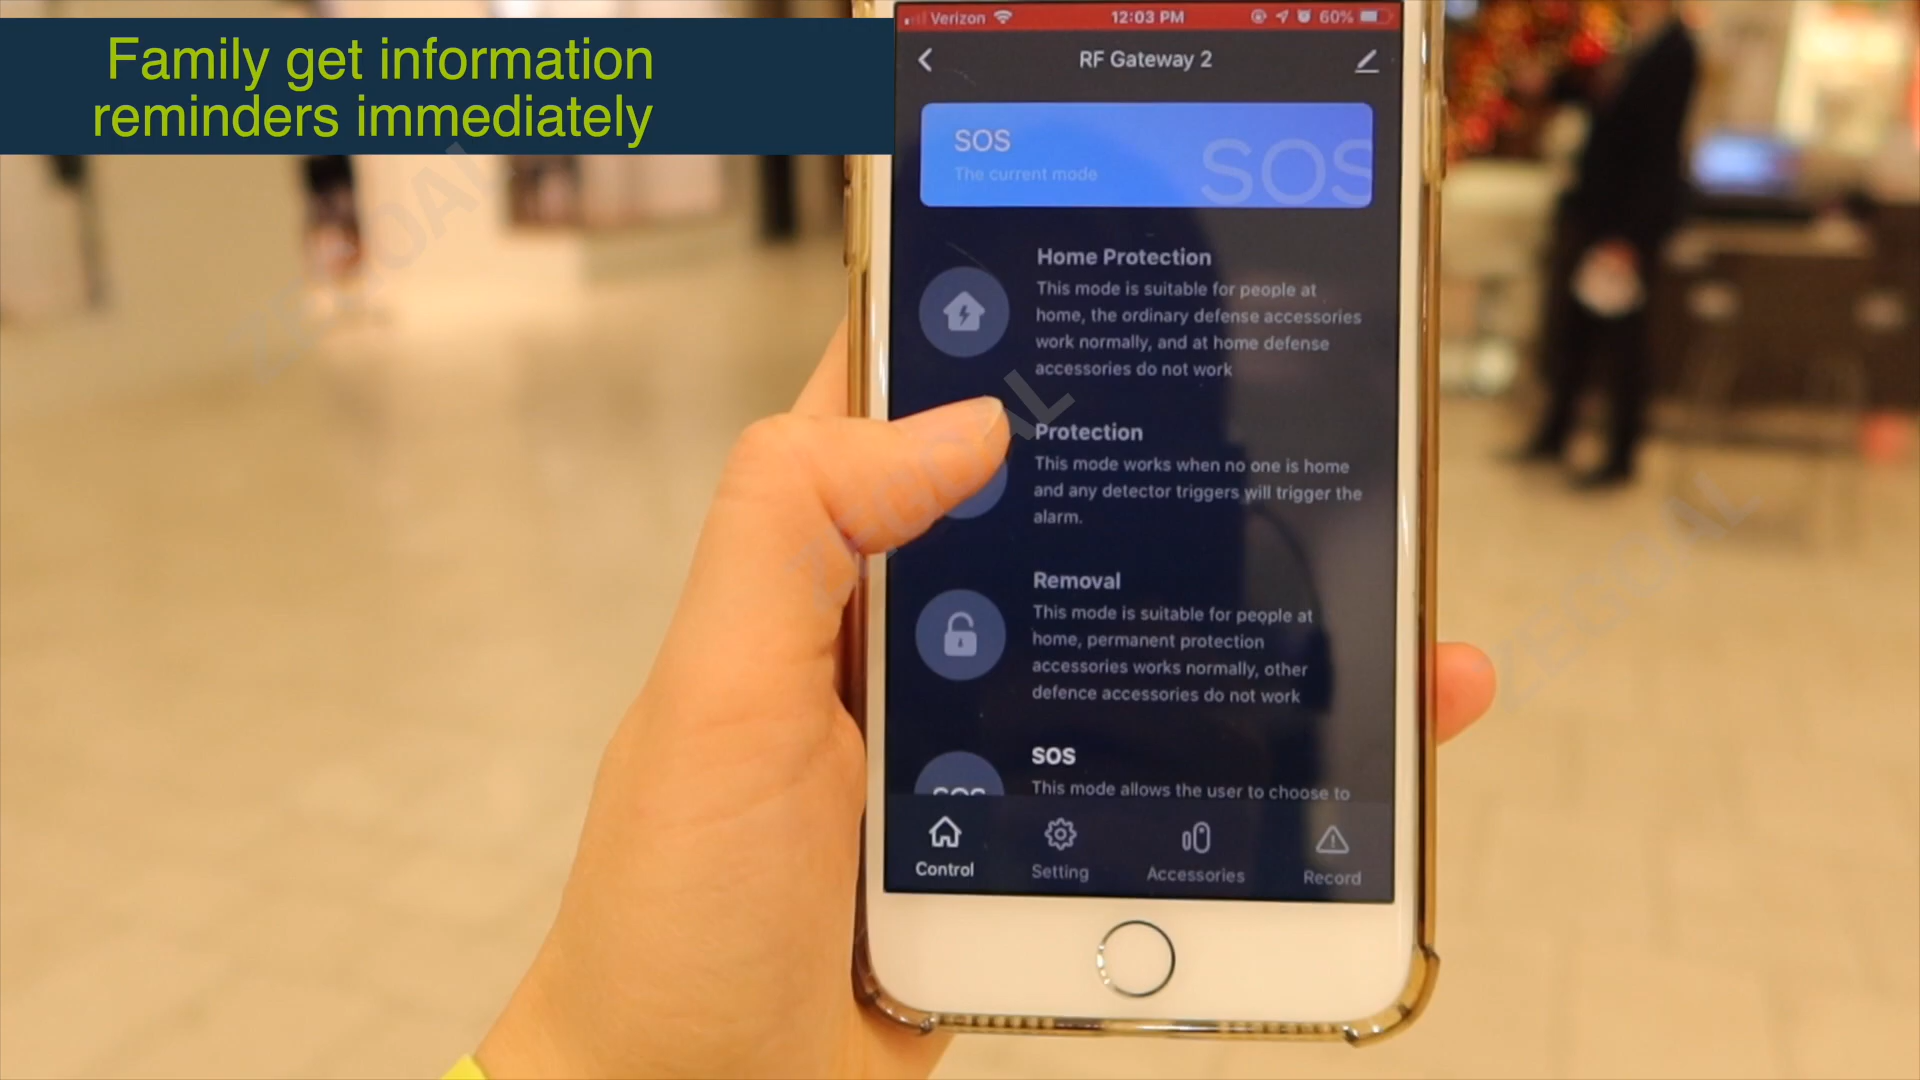 Family get information
reminders immediately
Verizon
12:03 PM
60%
RF Gateway 2
SOS
SOS
The current mode
Home Protection
This mode is suitable for people at
home, the ordinary defense accessories
work normally, and at home defense
accessories do not work
Protection
This mode works when no one is home
and any detector triggers will trigger the
alarm.
Removal
This mode is suitable for people at
home, permanent protection
accessories works normally, other
defence accessories do not work
SOS
SOS
This mode allows the user to choose to
Control
Setting
Accessories
Record
ZEGOAL
ZEGOAL
ZEGOAL